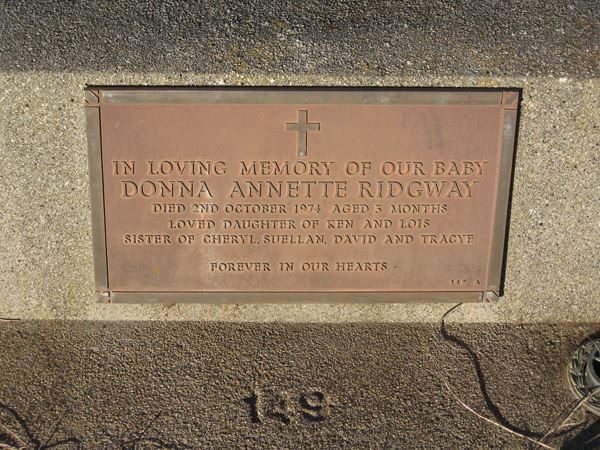 IN LOVING MEMORY OF OUR BABY
DONNA ANNETTE RIDGWAY
DIED 2ND OCTOBER 1974 AGED 3 MONTHS
LOVED DAUGHTER OF KEN AND LOIS
SISTER OF CHERYL, SUELLAN, DAVID AND TRACYE
FOREVER IN OUR HEARTS -
149 A
149